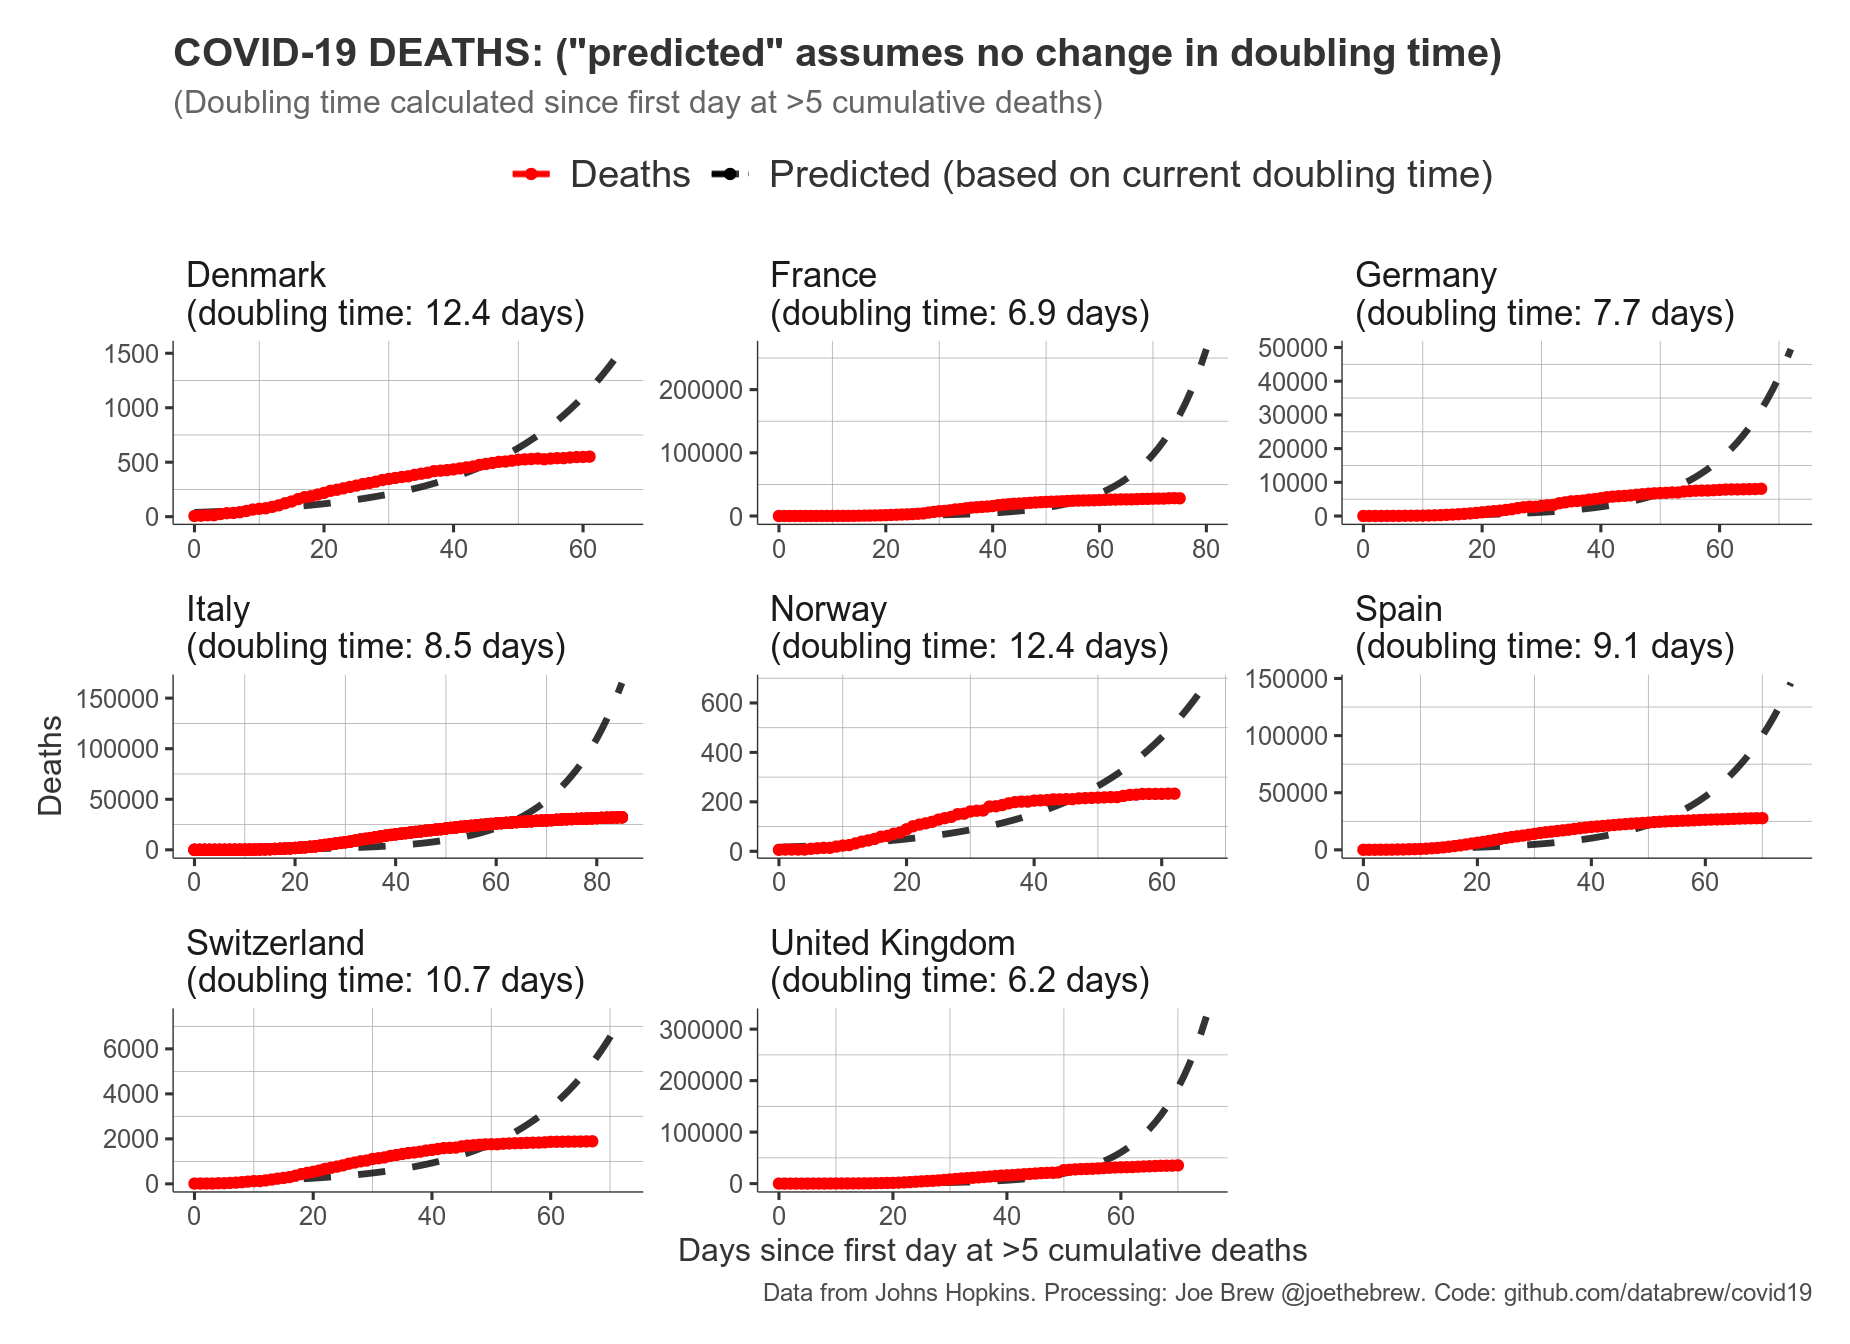 COVID-19 DEATHS: ("predicted" assumes no change in doubling time)
(Doubling time calculated since first day at >5 cumulative deaths)
Deaths Predicted (based on current doubling time)
Denmark
(doubling time: 12.4 days)
1500
1000
500
0
0 20 40 60
France
(doubling time: 6.9 days)
200000
100000
0
0 20 40 60 80
Germany
(doubling time: 7.7 days)
50000
40000
30000
20000
10000
0
0 20 40 60
Deaths
Italy
(doubling time: 8.5 days)
150000
100000
50000
0
0 20 40 60 80
Norway
(doubling time: 12.4 days)
600
400
200
0
0 20 40 60
Spain
(doubling time: 9.1 days)
150000
100000
50000
0
0 20 40 60
Switzerland
(doubling time: 10.7 days)
6000
4000
2000
0
0 20 40 60
United Kingdom
(doubling time: 6.2 days)
300000
200000
100000
0
0 20 40 60
Days since first day at >5 cumulative deaths
Data from Johns Hopkins. Processing: Joe Brew @joethebrew. Code: github.com/databrew/covid19